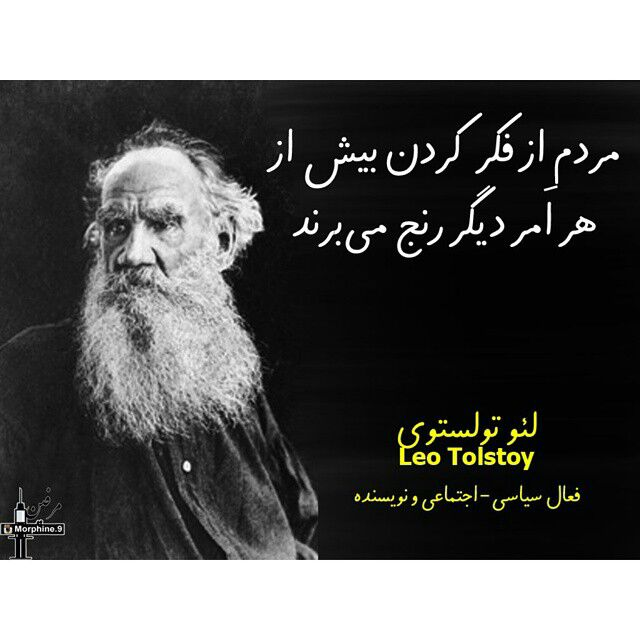 مردم از فکر کردن بیش از
هر امر دیگر رنج می‌برند
لئو تولستوی
Leo Tolstoy
فعال سیاسی - اجتماعی و نویسنده
مرفین
Morphine.9